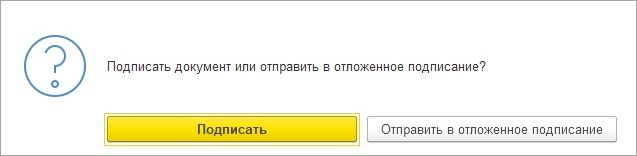 Подписать документ или отправить в отложенное подписание?
Подписать
Отправить в отложенное подписание